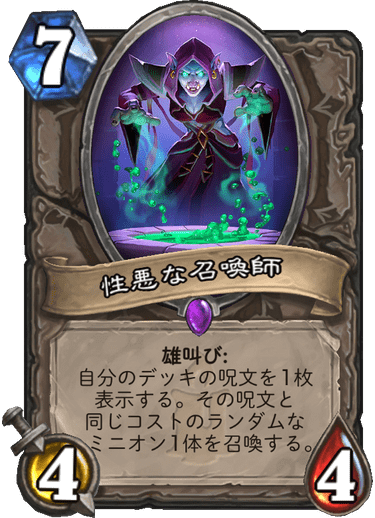 7
性悪な召喚師
雄叫び:
自分のデッキの呪文を1枚
表示する。その呪文と
同じコストのランダムな
ミニオン1体を召喚する。
4
4